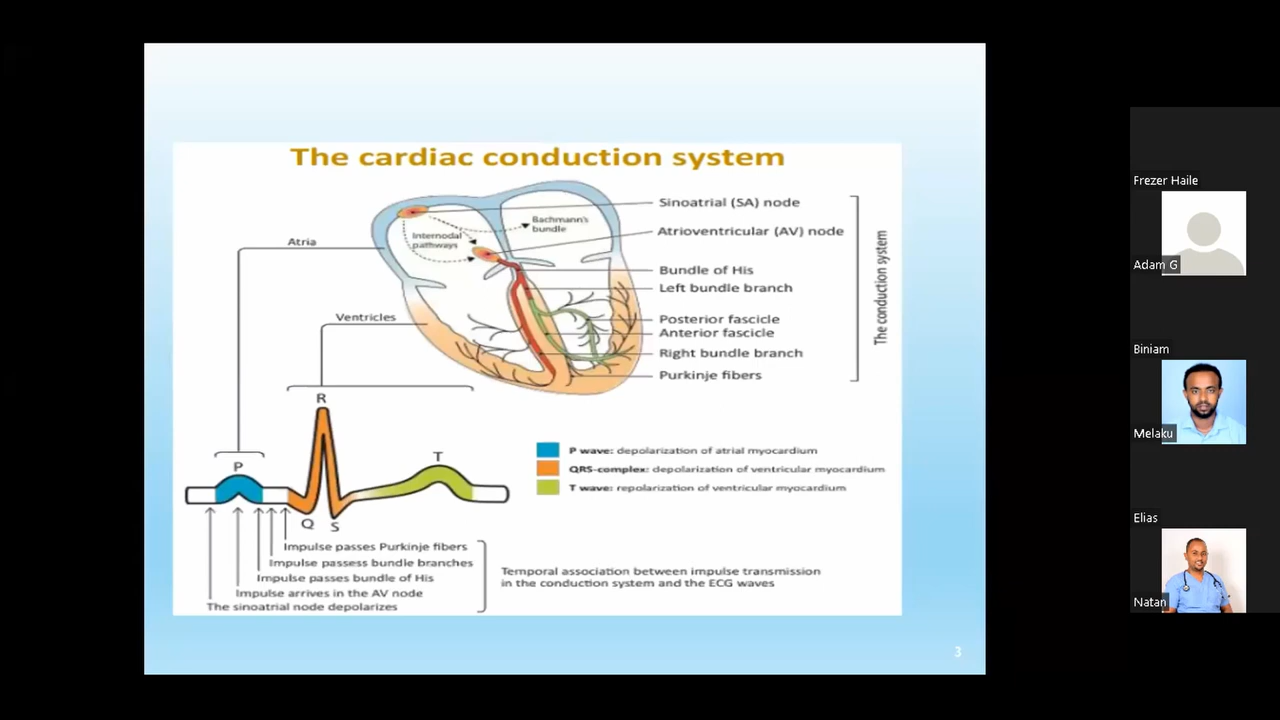 The cardiac conduction system
Sinoatrial (SA) node
Bachmann's
bundle
Internodal
pathways
Atrioventricular (AV) node
Atria
Bundle of His
Left bundle branch
Ventricles
Posterior fascicle
Anterior fascicle
Right bundle branch
Purkinje fibers
The conduction system
R
P
T
Q
S
P wave: depolarization of atrial myocardium
QRS-complex: depolarization of ventricular myocardium
T wave: repolarization of ventricular myocardium
Impulse passes Purkinje fibers
Impulse passess bundle branches
Impulse passes bundle of His
Impulse arrives in the AV node
The sinoatrial node depolarizes
Temporal association between impulse transmission
in the conduction system and the ECG waves
3
Frezer Haile
Adam G
Biniam
Melaku
Elias
Natan